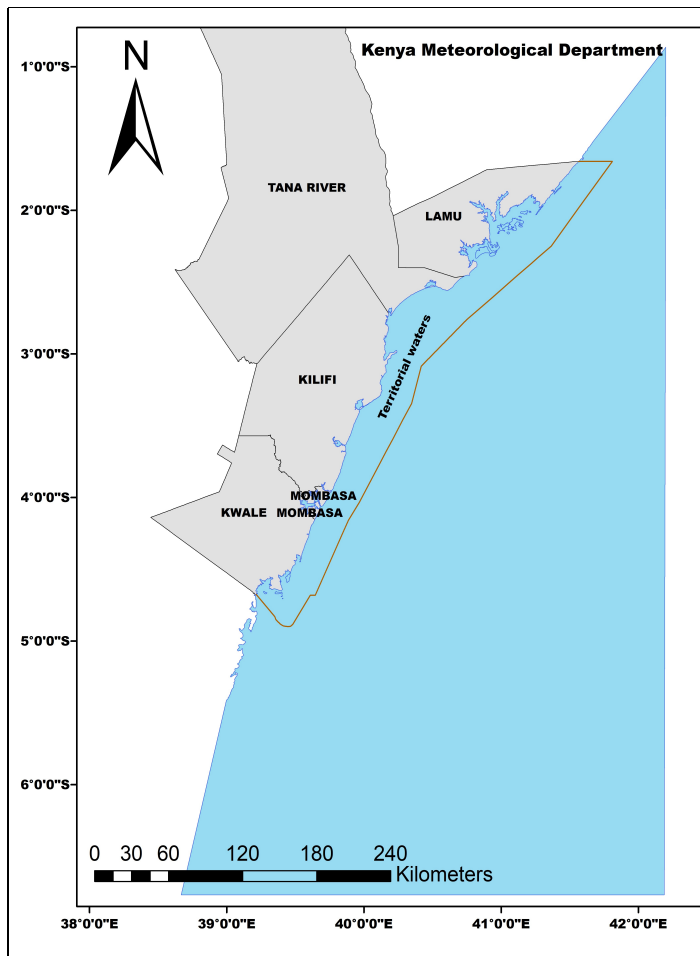 Kenya Meteorological Department
N
1°0'0"S
2°0'0"S
3°0'0"S
4°0'0"S
5°0'0"S
6°0'0"S
TANA RIVER
LAMU
Territorial waters
KILIFI
MOMBASA
KWALE MOMBASA
0 30 60 120 180 240
Kilometers
38°0'0"E 39°0'0"E 40°0'0"E 41°0'0"E 42°0'0"E